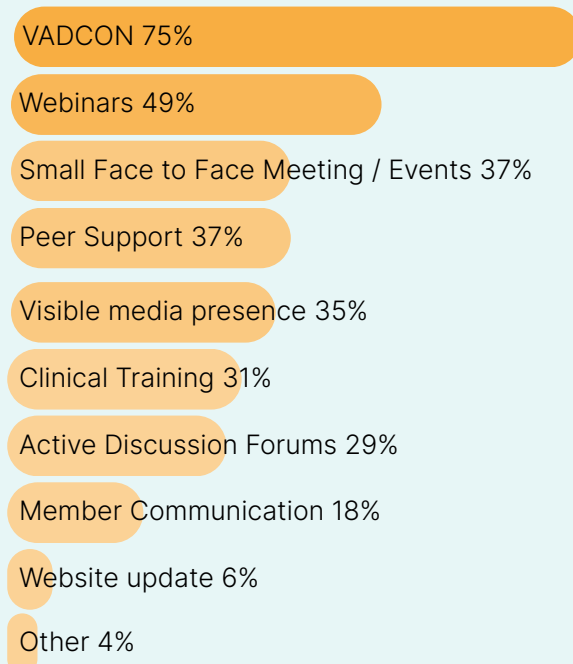 VADCON 75%
Webinars 49%
Small Face to Face Meeting / Events 37%
Peer Support 37%
Visible media presence 35%
Clinical Training 31%
Active Discussion Forums 29%
Member Communication 18%
Website update 6%
Other 4%